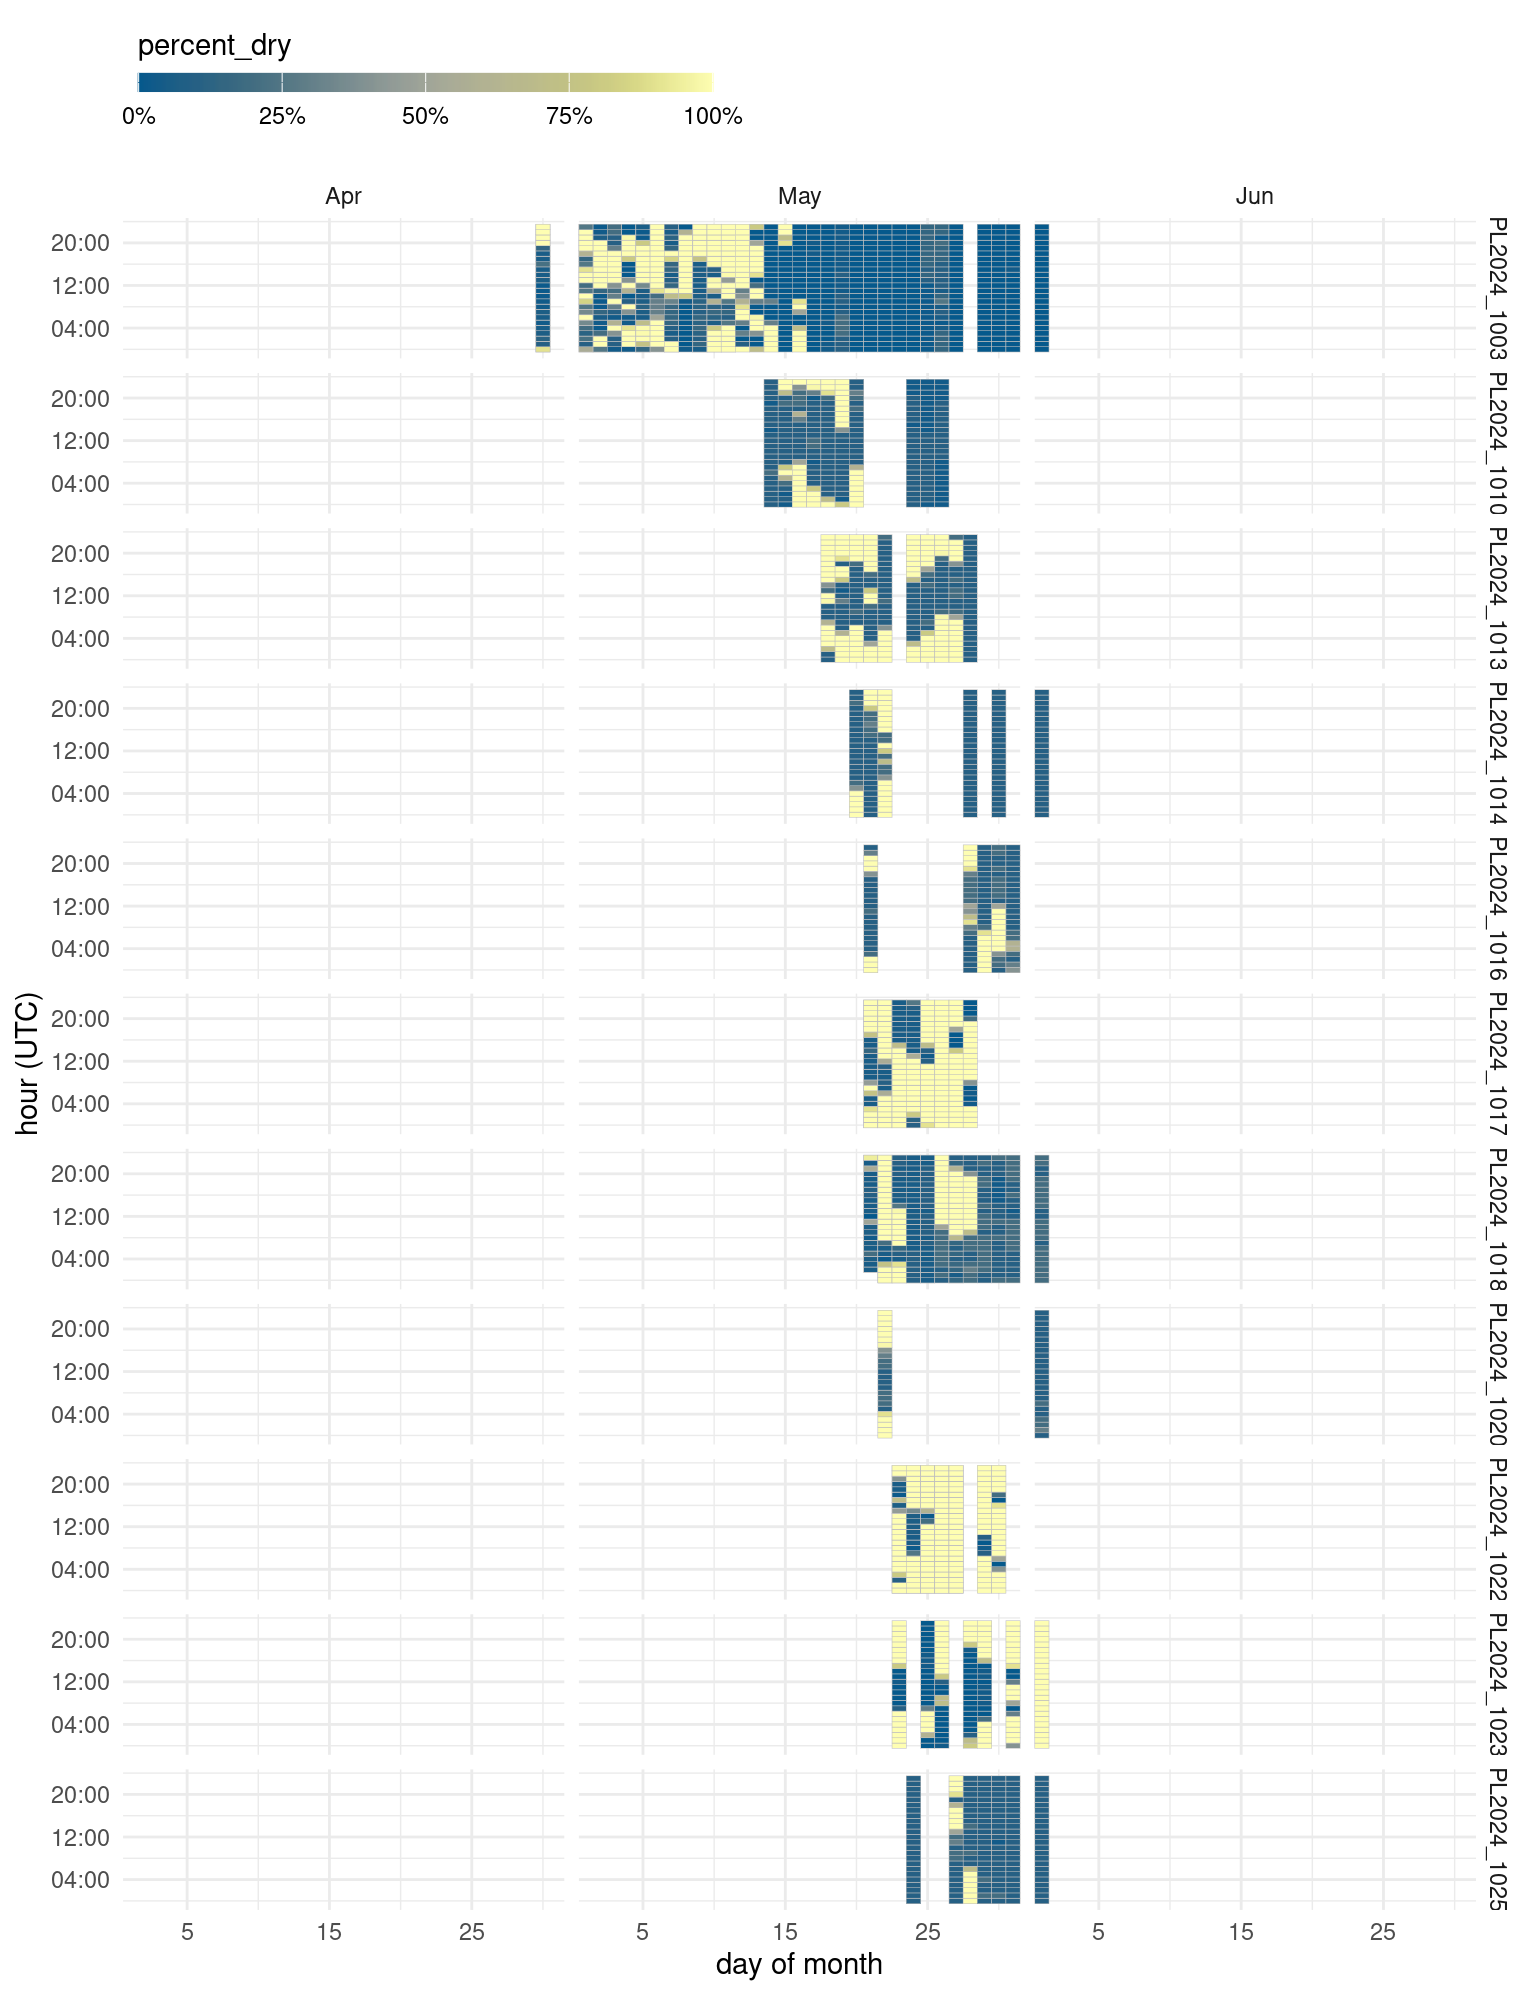 percent_dry
0% 25% 50% 75% 100%
Apr May Jun
20:00
12:00
04:00
PL2024_1003
20:00
12:00
04:00
PL2024_1010
20:00
12:00
04:00
PL2024_1013
20:00
12:00
04:00
PL2024_1014
20:00
12:00
04:00
PL2024_1016
hour (UTC)
20:00
12:00
04:00
PL2024_1017
20:00
12:00
04:00
PL2024_1018
20:00
12:00
04:00
PL2024_1020
20:00
12:00
04:00
PL2024_1022
20:00
12:00
04:00
PL2024_1023
20:00
12:00
04:00
PL2024_1025
5 15 25 5 15 25 5 15 25
day of month